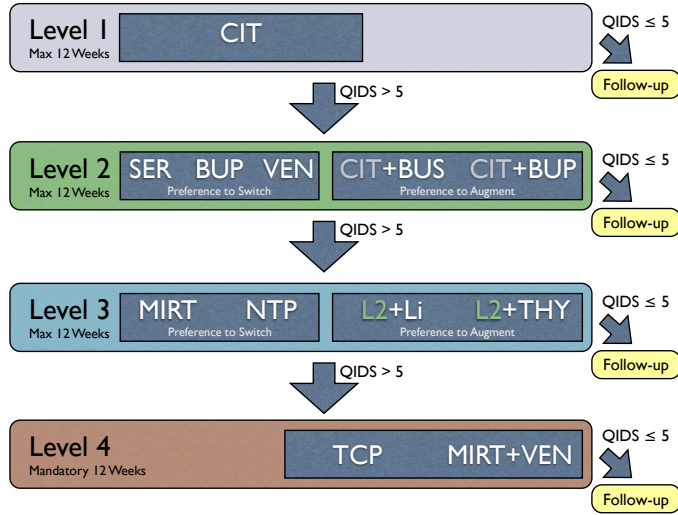 Level 1
Max 12 Weeks
CIT
QIDS ≤ 5
Follow-up
QIDS > 5
Level 2
Max 12 Weeks
SER BUP VEN
Preference to Switch
CIT+BUS CIT+BUP
Preference to Augment
QIDS ≤ 5
Follow-up
QIDS > 5
Level 3
Max 12 Weeks
MIRT NTP
Preference to Switch
L2+Li L2+THY
Preference to Augment
QIDS ≤ 5
Follow-up
QIDS > 5
Level 4
Mandatory 12 Weeks
TCP MIRT+VEN
QIDS ≤ 5
Follow-up